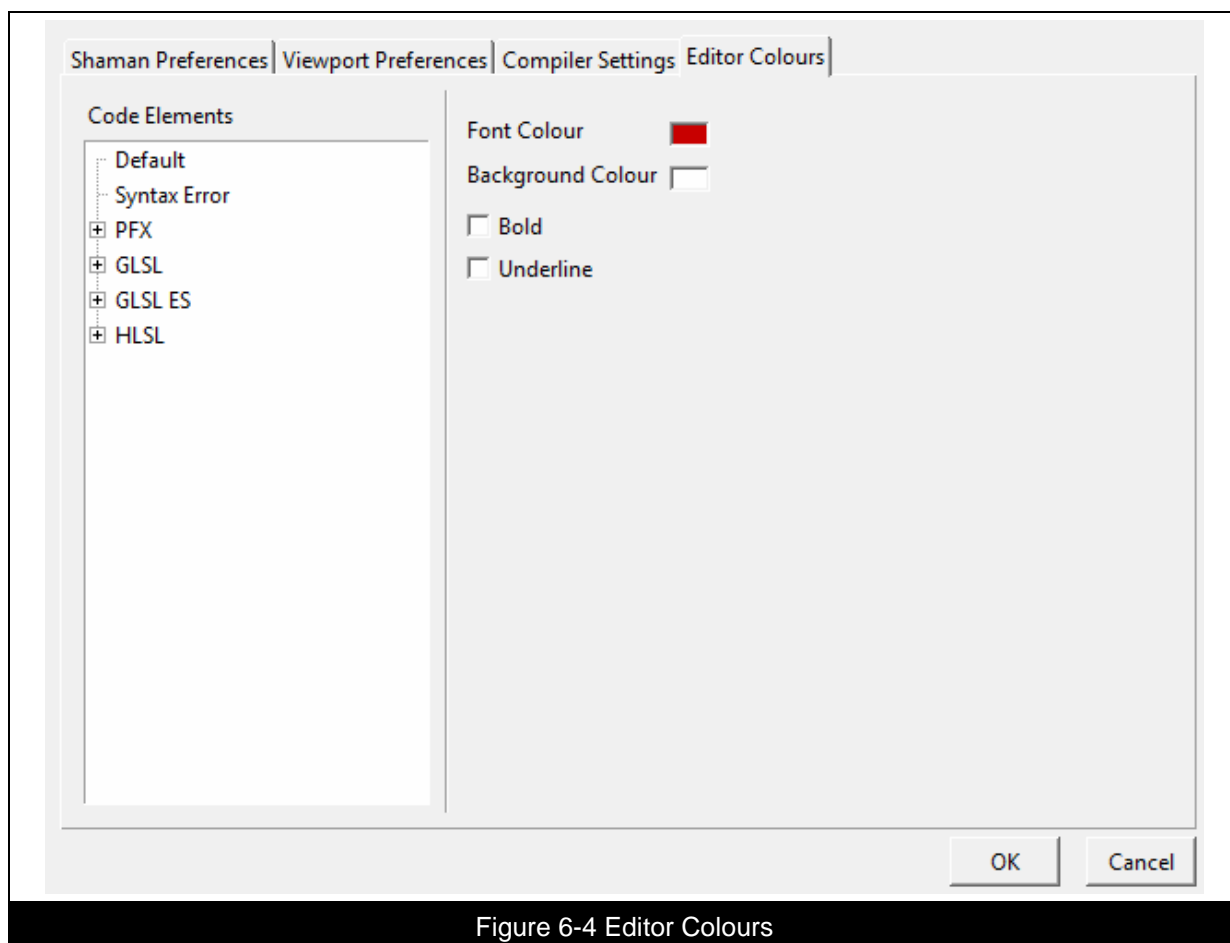 Shaman Preferences Viewport Preferences Compiler Settings Editor Colours
Code Elements
Default
Syntax Error
PFX
GLSL
GLSL ES
HLSL
Font Colour
Background Colour
Bold
Underline
OK Cancel
Figure 6-4 Editor Colours